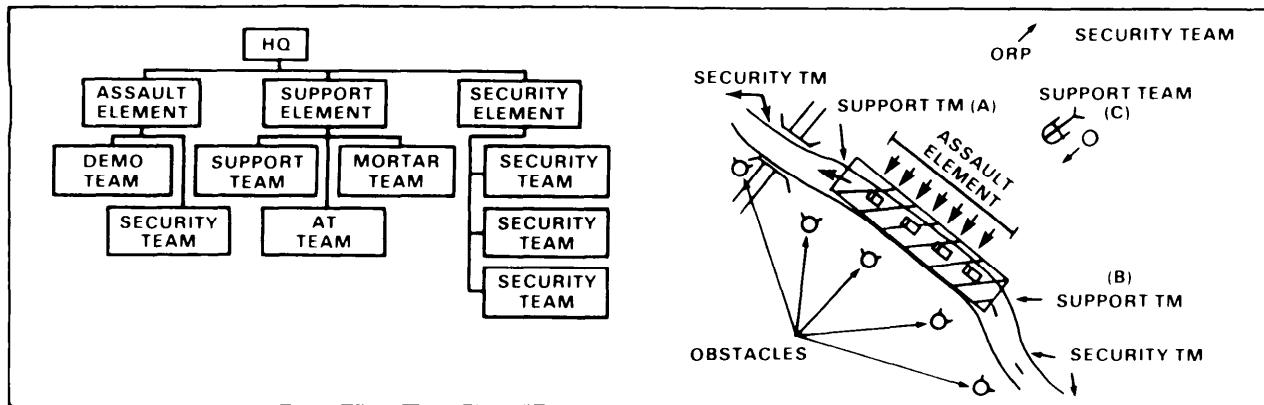 HQ
ASSAULT
ELEMENT
SUPPORT
ELEMENT
SECURITY
ELEMENT
DEMO
TEAM
SUPPORT
TEAM
MORTAR
TEAM
SECURITY
TEAM
SECURITY
TEAM
AT
TEAM
SECURITY
TEAM
SECURITY
TEAM
ORP
SECURITY TEAM
SECURITY TM
SUPPORT TM (A)
SUPPORT TEAM
(C)
ASSAULT
ELEMENT
(B)
SUPPORT TM
OBSTACLES
SECURITY TM